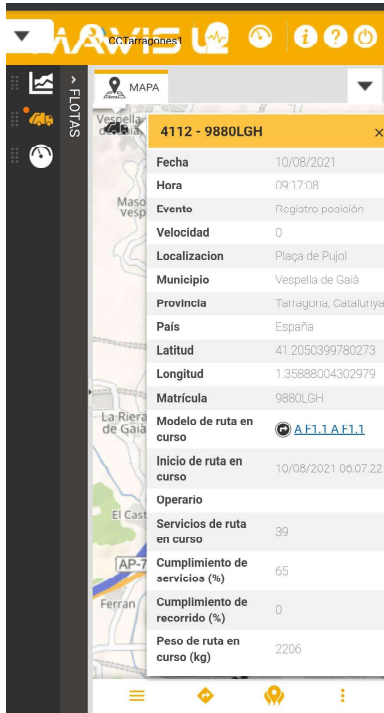 MAWIS
CCTarragones1
FLOTAS
MAPA
Vespella
de Gaià
4112 - 9880LGH
Fecha 10/08/2021
Hora 09:17:08
Evento Registro posición
Velocidad 0
Localizacion Plaça de Pujol
Municipio Vespella de Gaià
Provincia Tarragona, Catalunya
País España
Latitud 41.2050399780273
Longitud 1.35888004302979
Matrícula 9880LGH
Modelo de ruta en
curso A F1.1 A F1.1
Inicio de ruta en
curso 10/08/2021 06:07:22
Operario
Servicios de ruta
en curso 39
Cumplimiento de
servicios (%) 65
Cumplimiento de
recorrido (%) 0
Peso de ruta en
curso (kg) 2206
Maso
vesp
La Riera
de Gaià
El Cast
AP-7
Ferran